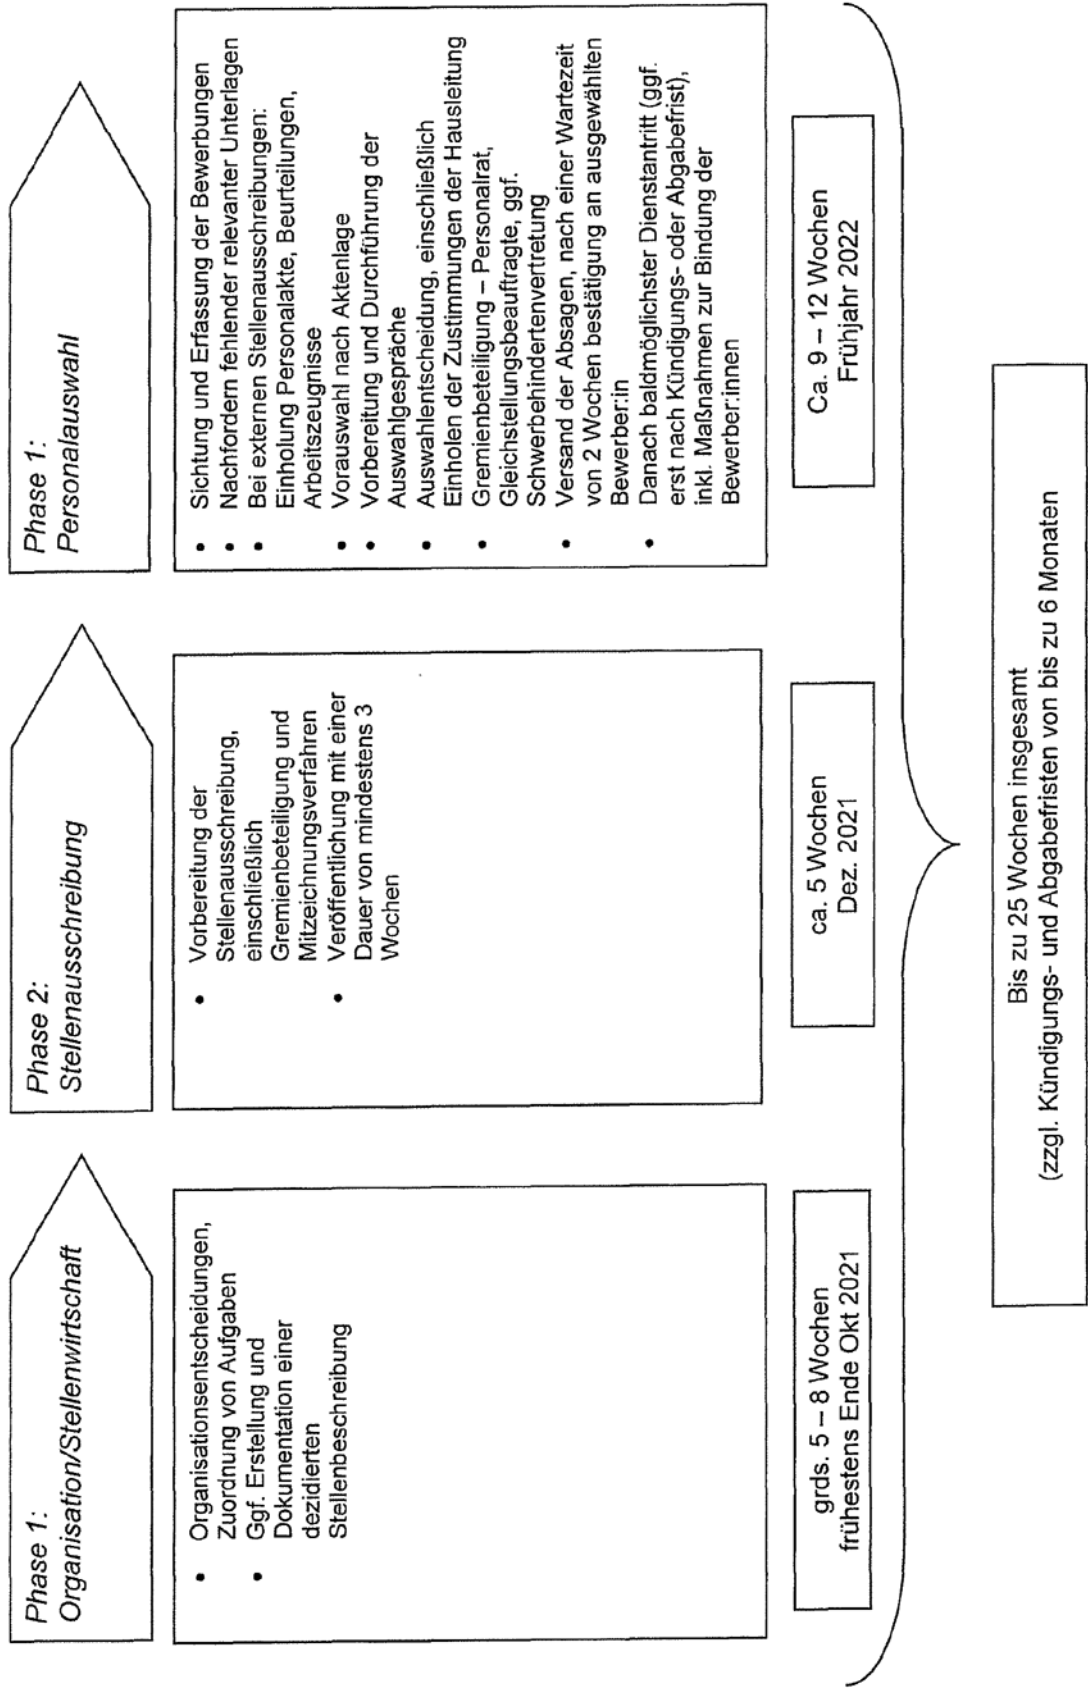 Phase 1:
Organisation/Stellenwirtschaft
• Organisationsentscheidungen,
Zuordnung von Aufgaben
• Ggf. Erstellung und
Dokumentation einer
dezidierten
Stellenbeschreibung
grds. 5 – 8 Wochen
frühestens Ende Okt 2021
Phase 2:
Stellenausschreibung
• Vorbereitung der
Stellenausschreibung,
einschließlich
Gremienbeteiligung und
Mitzeichnungsverfahren
• Veröffentlichung mit einer
Dauer von mindestens 3
Wochen
ca. 5 Wochen
Dez. 2021
Phase 1:
Personalauswahl
• Sichtung und Erfassung der Bewerbungen
• Nachfordern fehlender relevanter Unterlagen
• Bei externen Stellenausschreibungen:
Einholung Personalakte, Beurteilungen,
Arbeitszeugnisse
• Vorauswahl nach Aktenlage
• Vorbereitung und Durchführung der
Auswahlgespräche
• Auswahlentscheidung, einschließlich
Einholen der Zustimmungen der Hausleitung
• Gremienbeteiligung – Personalrat,
Gleichstellungsbeauftragte, ggf.
Schwerbehindertenvertretung
• Versand der Absagen, nach einer Wartezeit
von 2 Wochen bestätigung an ausgewählten
Bewerber:in
• Danach baldmöglichster Dienstantritt (ggf.
erst nach Kündigungs- oder Abgabefrist),
inkl. Maßnahmen zur Bindung der
Bewerber:innen
Ca. 9 – 12 Wochen
Frühjahr 2022
Bis zu 25 Wochen insgesamt
(zzgl. Kündigungs- und Abgabefristen von bis zu 6 Monaten